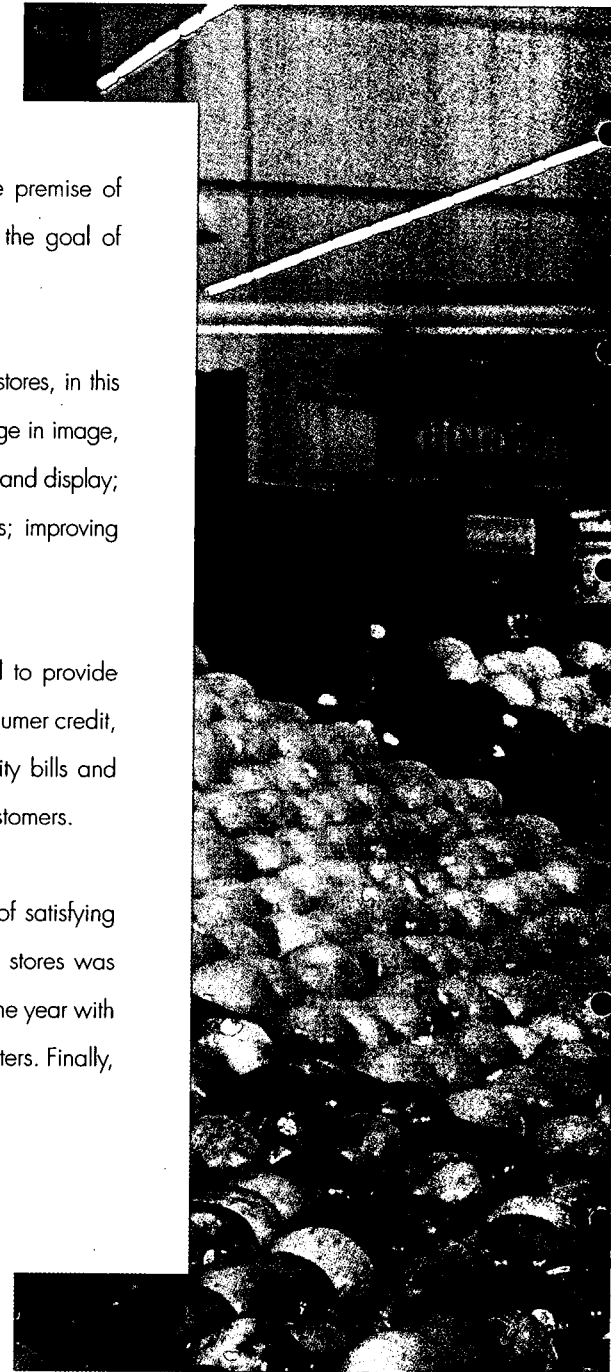 premise of
the goal of
stores, in this
ge in image,
and display;
s; improving
to provide
umer credit,
ity bills and
stomers.
of satisfying
stores was
ne year with
ters. Finally,